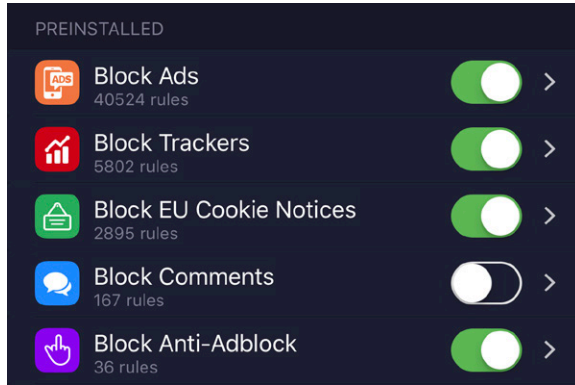 PREINSTALLED
ADS
Block Ads
40524 rules
Block Trackers
5802 rules
Block EU Cookie Notices
2895 rules
Block Comments
167 rules
Block Anti-Adblock
36 rules